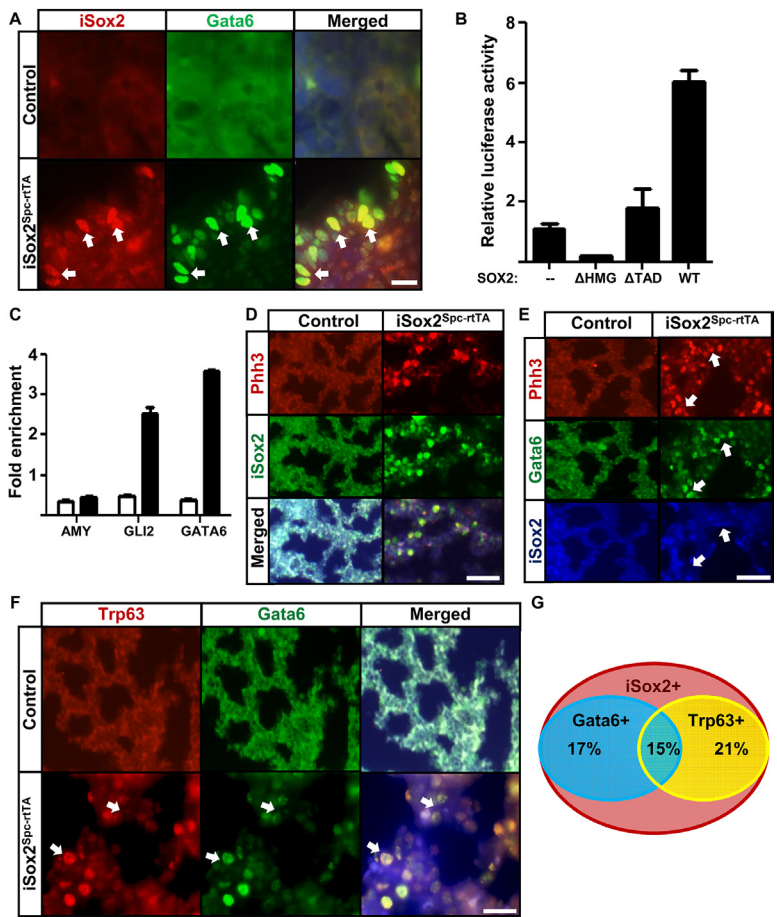 A
iSox2
Gata6
Merged
Control
iSox2Spc-rtTA
B
Relative luciferase activity
8
6
4
2
SOX2:
--
ΔHMG
ΔTAD
WT
C
Fold enrichment
4
3
2
1
AMY
GLI2
GATA6
D
Control
iSox2Spc-rtTA
Phh3
iSox2
Merged
E
Control
iSox2Spc-rtTA
Phh3
Gata6
iSox2
F
Trp63
Gata6
Merged
Control
iSox2Spc-rtTA
G
iSox2+
Gata6+
Trp63+
17%
15%
21%